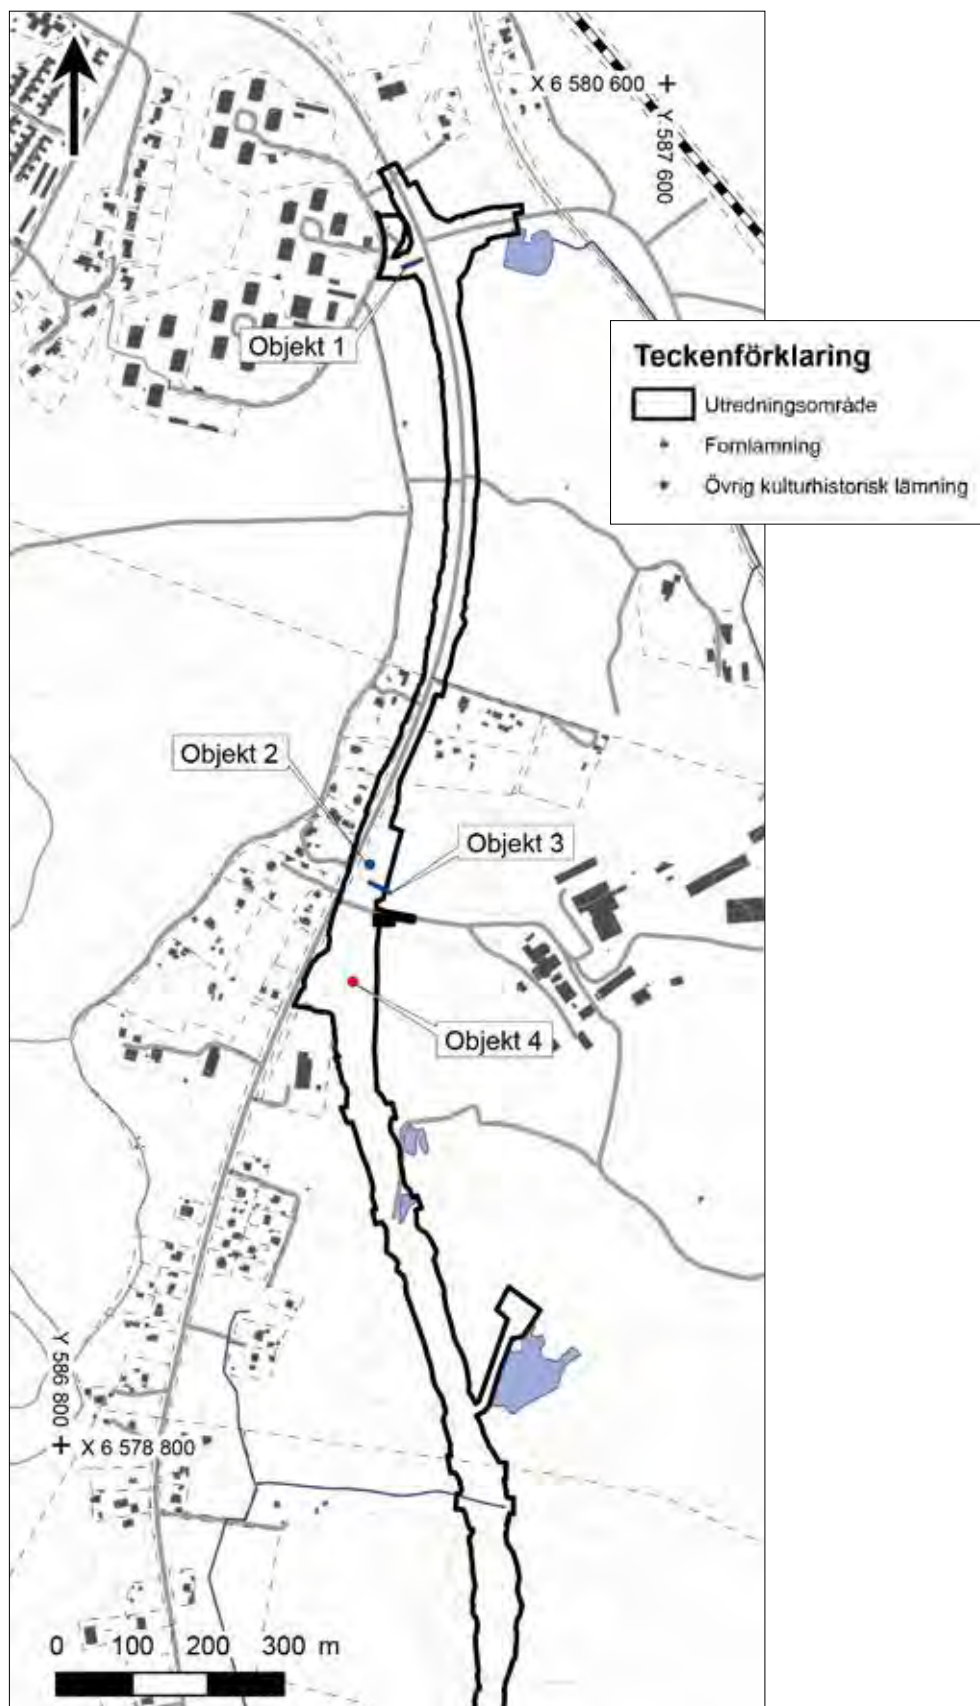 X 6 580 600
Y 587 600
Objekt 1
Teckenförklaring
Utredningsområde
Fornlämning
Övrig kulturhistorisk lämning
Objekt 2
Objekt 3
Objekt 4
Y 586 800
X 6 578 800
0 100 200 300 m